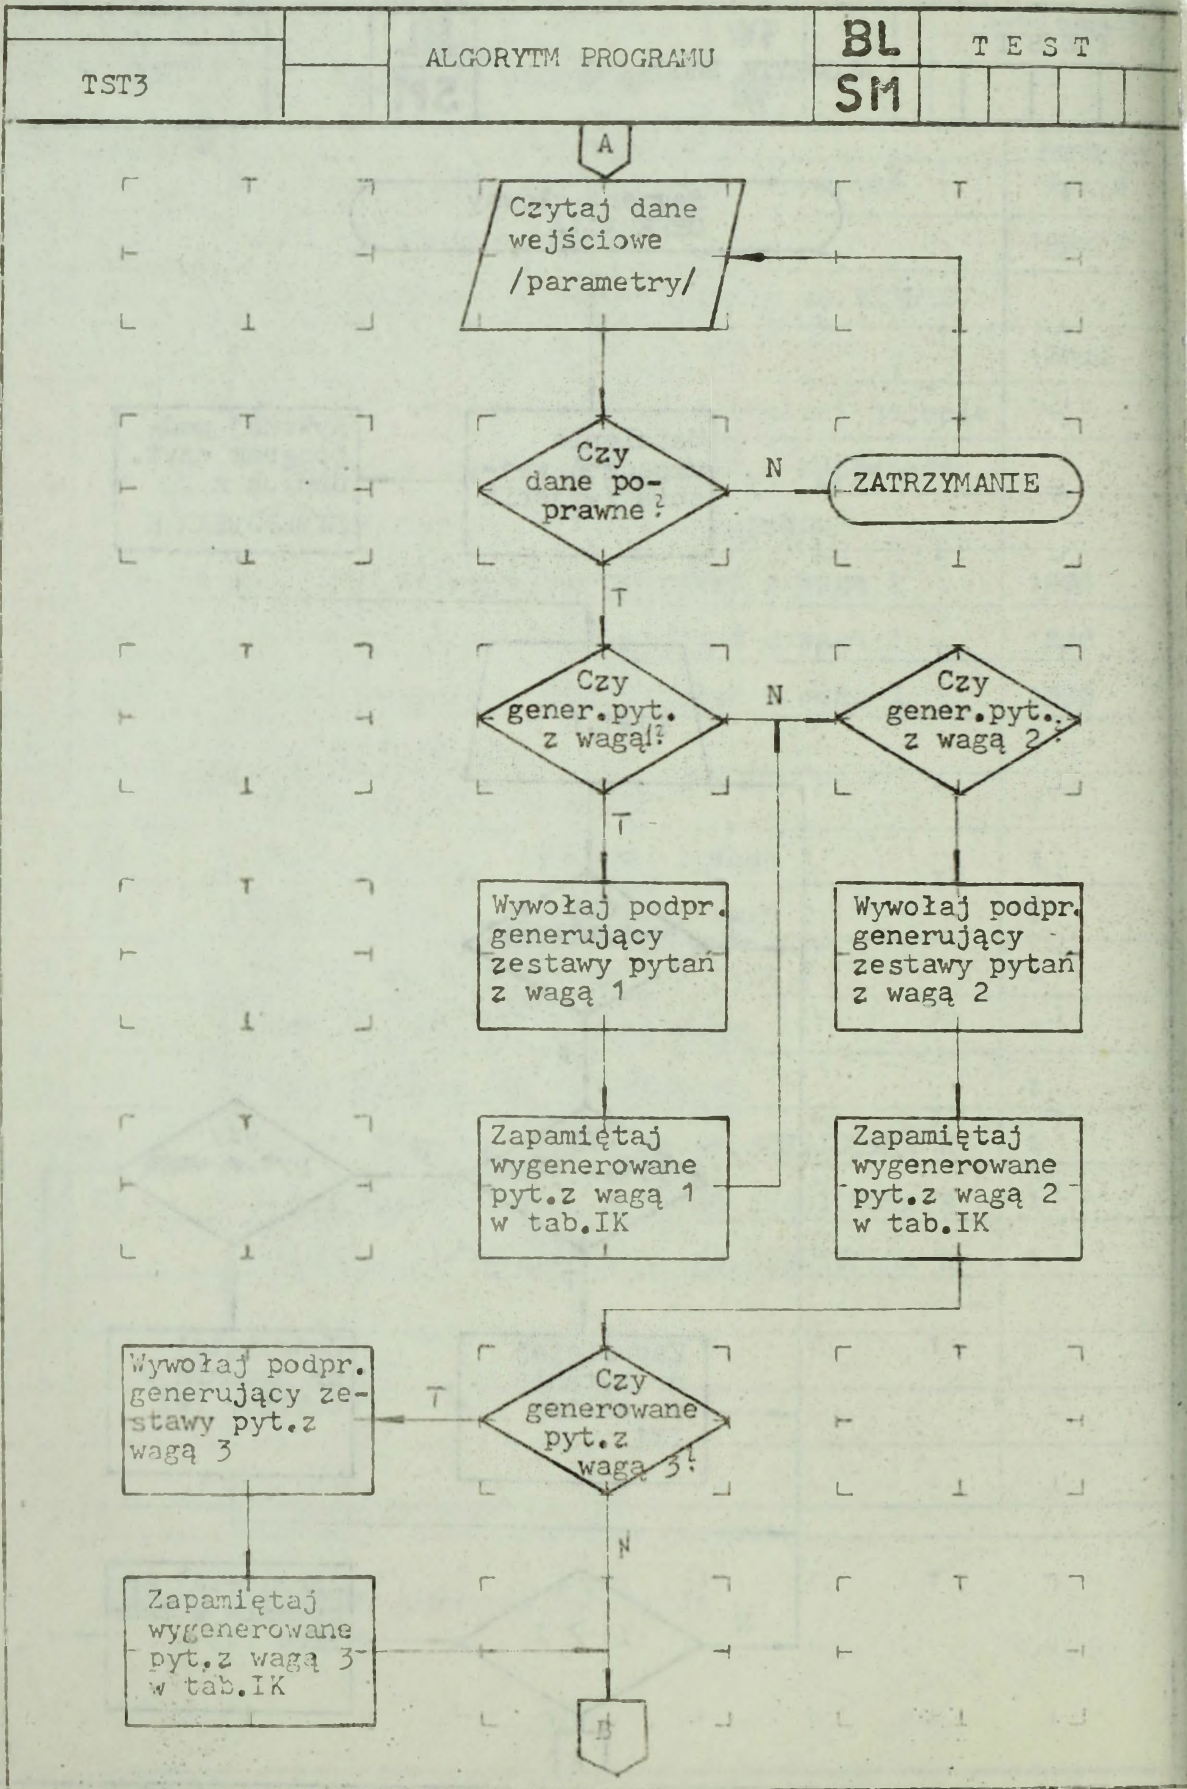 TST3
ALGORYTM PROGRAMU
BL
SM
T E S T
A
Czytaj dane
wejściowe
/parametry/
Czy
dane po-
prawne?
N
ZATRZYMANIE
T
Czy
gener.pyt.
z wagą1?
N
Czy
gener.pyt.
z wagą 2?
T
Wywołaj podpr.
generujący
zestawy pytań
z wagą 1
Wywołaj podpr.
generujący
zestawy pytań
z wagą 2
Zapamiętaj
wygenerowane
pyt.z wagą 1
w tab.IK
Zapamiętaj
wygenerowane
pyt.z wagą 2
w tab.IK
Wywołaj podpr.
generujący ze-
stawy pyt.z
wagą 3
T
Czy
generowane
pyt.z
wagą 3?
N
Zapamiętaj
wygenerowane
pyt.z wagą 3
w tab.IK
B